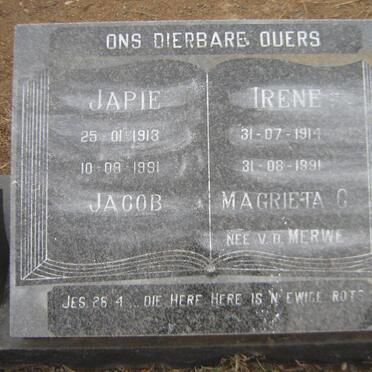 ONS DIERBARE OUERS
JAPIE IRENE
25-01-1913 31-07-1914
10-09-1991 31-08-1991
JACOB MAGRIETA C
NEE V.D. MERWE
JES. 26:4 ... DIE HERE HERE IS 'N EWIGE ROTS